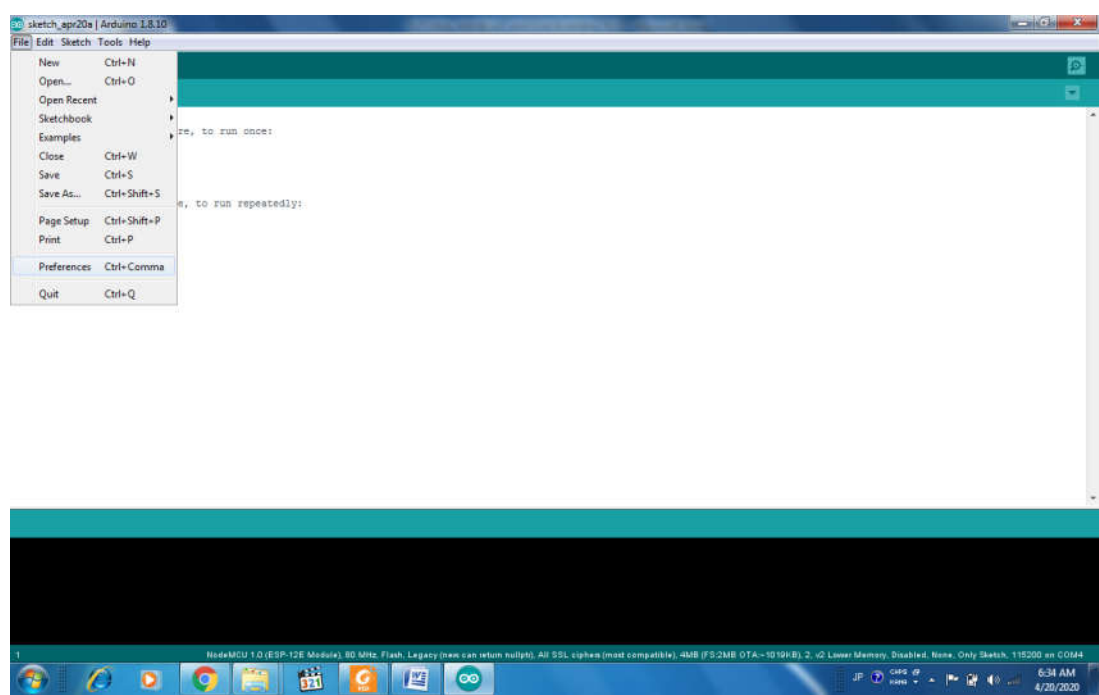 sketch_apr20a | Arduino 1.8.10
File Edit Sketch Tools Help
New Ctrl+N
Open... Ctrl+O
Open Recent
Sketchbook
Examples
Close Ctrl+W
Save Ctrl+S
Save As... Ctrl+Shift+S
Page Setup Ctrl+Shift+P
Print Ctrl+P
Preferences Ctrl+Comma
Quit Ctrl+Q
re, to run once:
e, to run repeatedly:
1 NodeMCU 1.0 (ESP-12E Module), 80 MHz, Flash, Legacy (new can return nullptr), All SSL ciphers (most compatible), 4MB (FS:2MB OTA:~1019KB), 2, v2 Lower Memory, Disabled, None, Only Sketch, 115200 on COM4
321
JP CAPS KANA
6:34 AM
4/20/2020